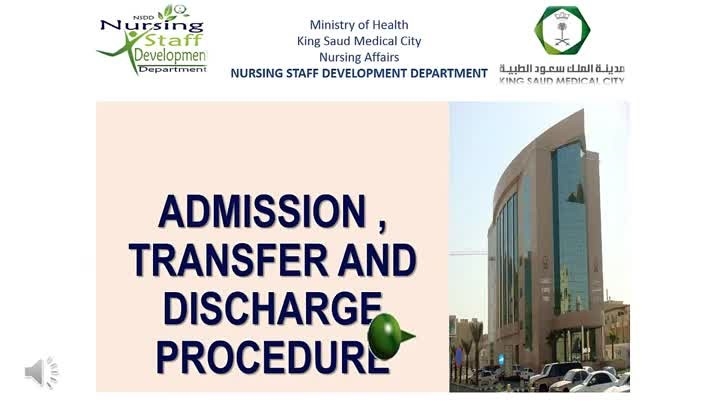 NSDD
Nursing
Staff
Development
Department
Ministry of Health
King Saud Medical City
Nursing Affairs
NURSING STAFF DEVELOPMENT DEPARTMENT
مدينة الملك سعود الطبية
KING SAUD MEDICAL CITY
ADMISSION ,
TRANSFER AND
DISCHARGE
PROCEDURE